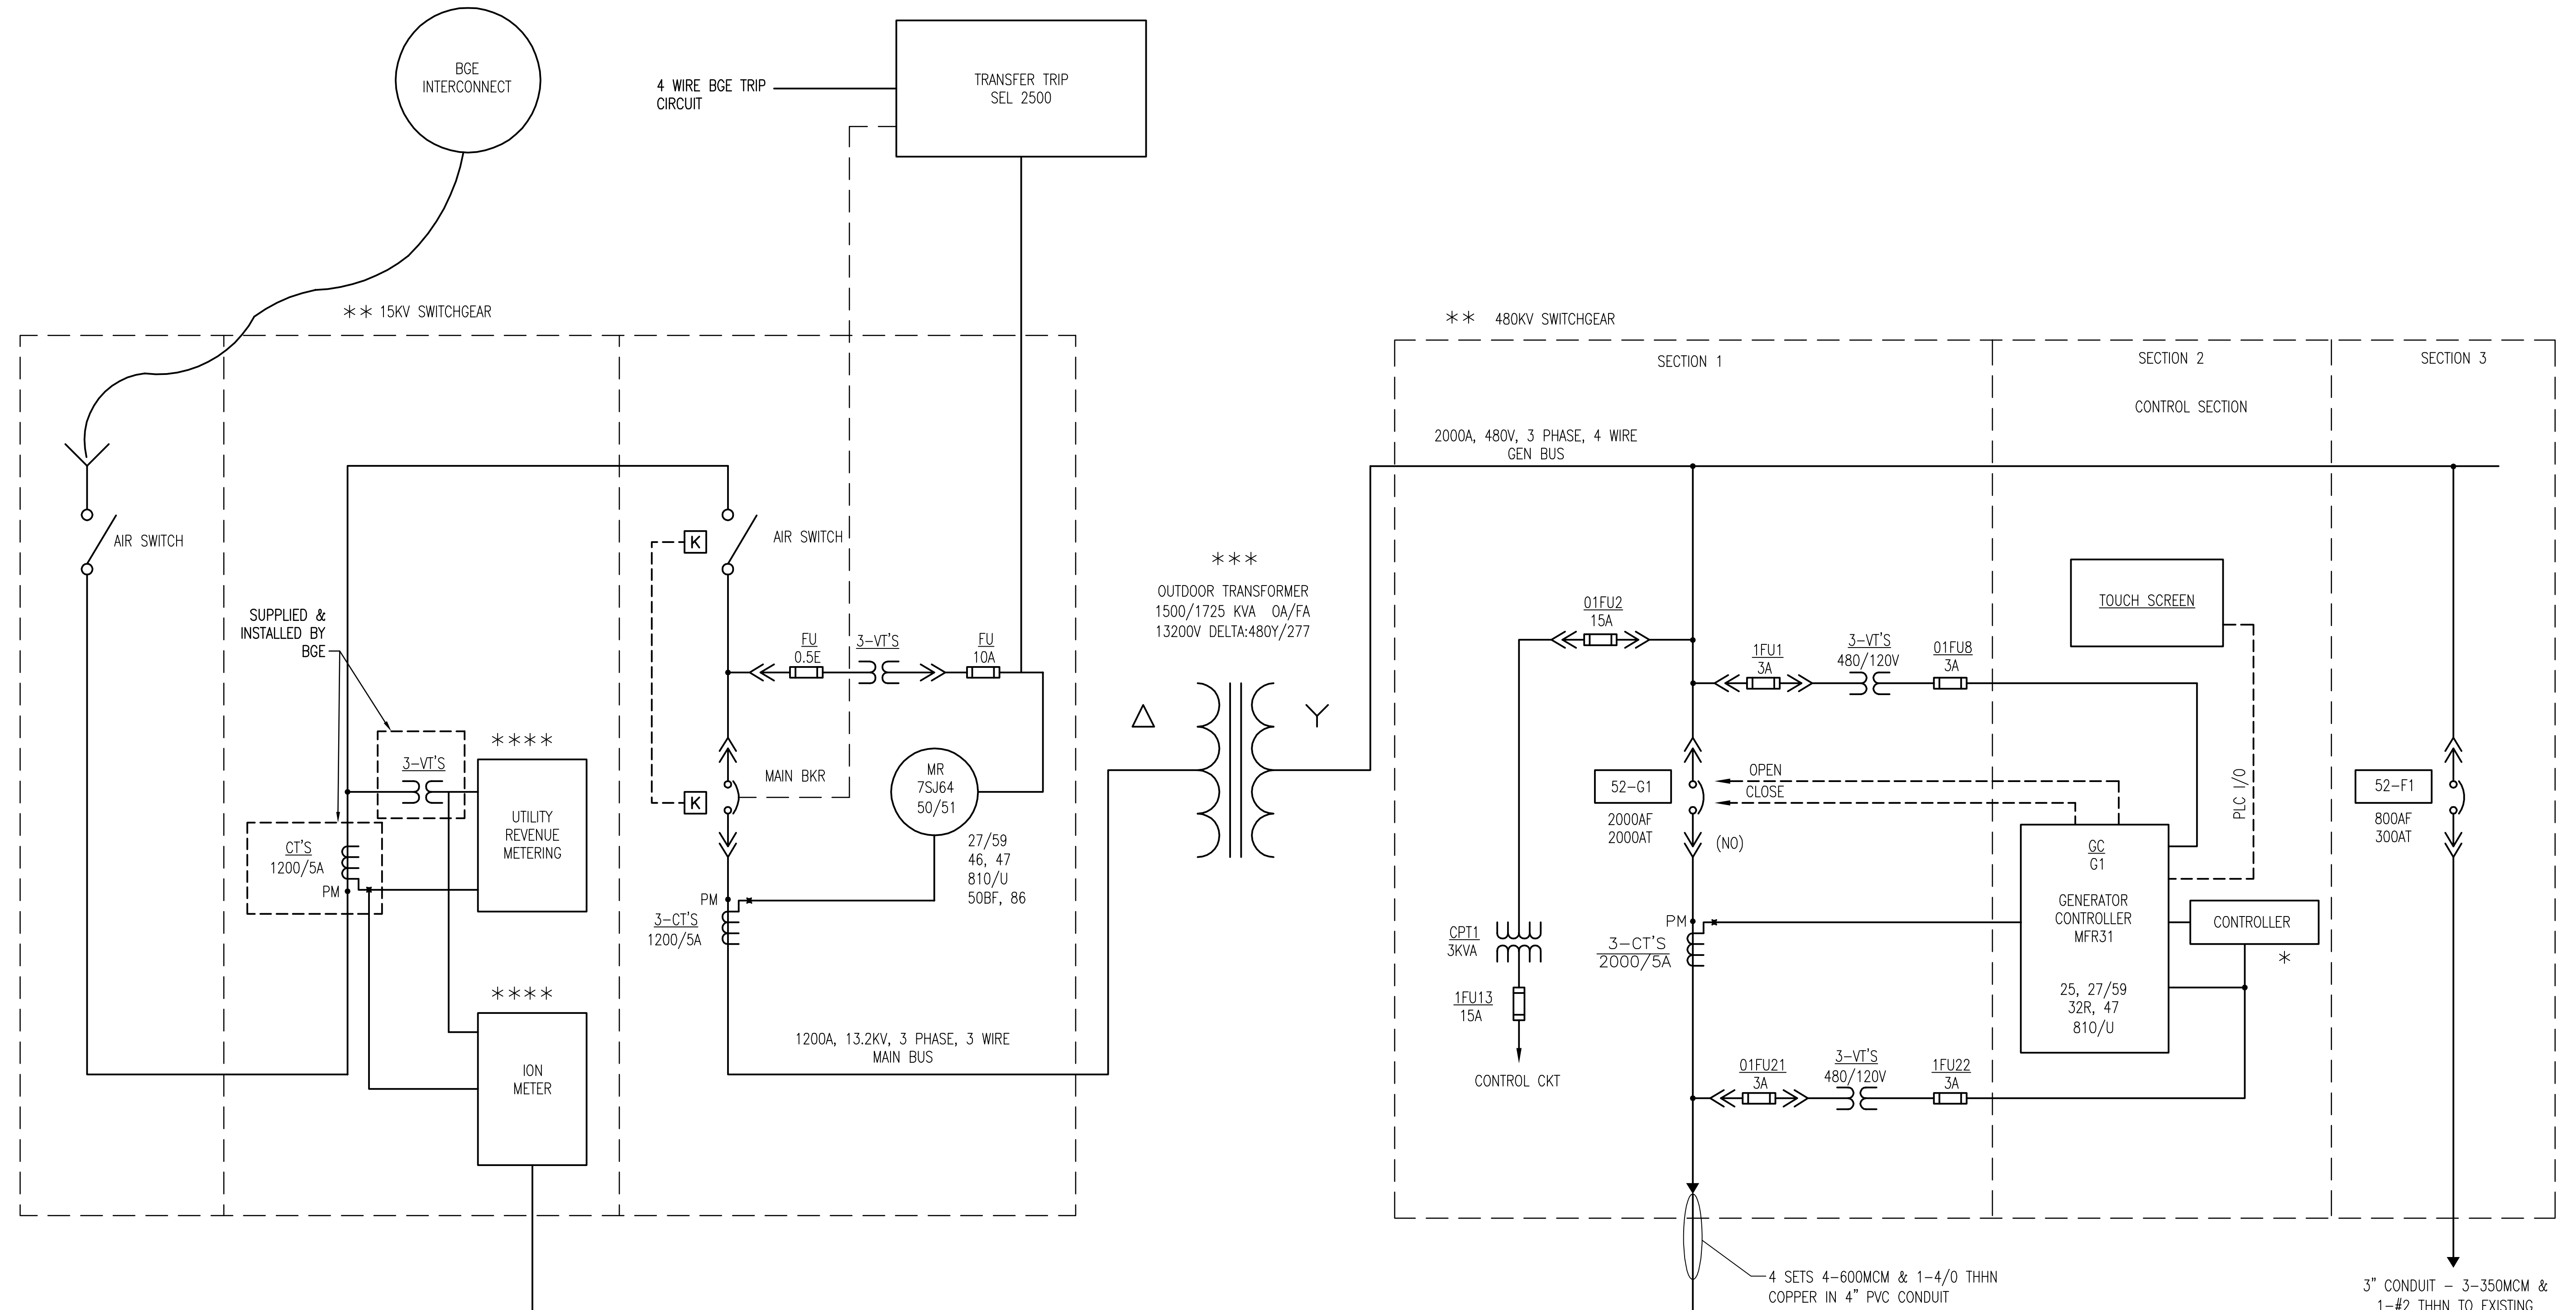 BGE
INTERCONNECT
4 WIRE BGE TRIP
CIRCUIT
TRANSFER TRIP
SEL 2500
** 15KV SWITCHGEAR
AIR SWITCH
SUPPLIED &
INSTALLED BY
BGE
3-VT'S
CT'S
1200/5A
PM
****
UTILITY
REVENUE
METERING
****
ION
METER
K
AIR SWITCH
FU
0.5E
3-VT'S
FU
10A
K
MAIN BKR
MR
7SJ64
50/51
27/59
46, 47
810/U
50BF, 86
PM
3-CT'S
1200/5A
1200A, 13.2KV, 3 PHASE, 3 WIRE
MAIN BUS
***
OUTDOOR TRANSFORMER
1500/1725 KVA OA/FA
13200V DELTA:480Y/277
** 480KV SWITCHGEAR
SECTION 1
2000A, 480V, 3 PHASE, 4 WIRE
GEN BUS
01FU2
15A
1FU1
3A
3-VT'S
480/120V
01FU8
3A
52-G1
2000AF
2000AT
(NO)
OPEN
CLOSE
CPT1
3KVA
1FU13
15A
CONTROL CKT
PM
3-CT'S
2000/5A
01FU21
3A
3-VT'S
480/120V
1FU22
3A
4 SETS 4-600MCM & 1-4/0 THHN
COPPER IN 4" PVC CONDUIT
SECTION 2
CONTROL SECTION
TOUCH SCREEN
PLC I/O
GC
G1
GENERATOR
CONTROLLER
MFR31
25, 27/59
32R, 47
810/U
CONTROLLER
*
SECTION 3
52-F1
800AF
300AT
3" CONDUIT - 3-350MCM &
1-#2 THHN TO EXISTING